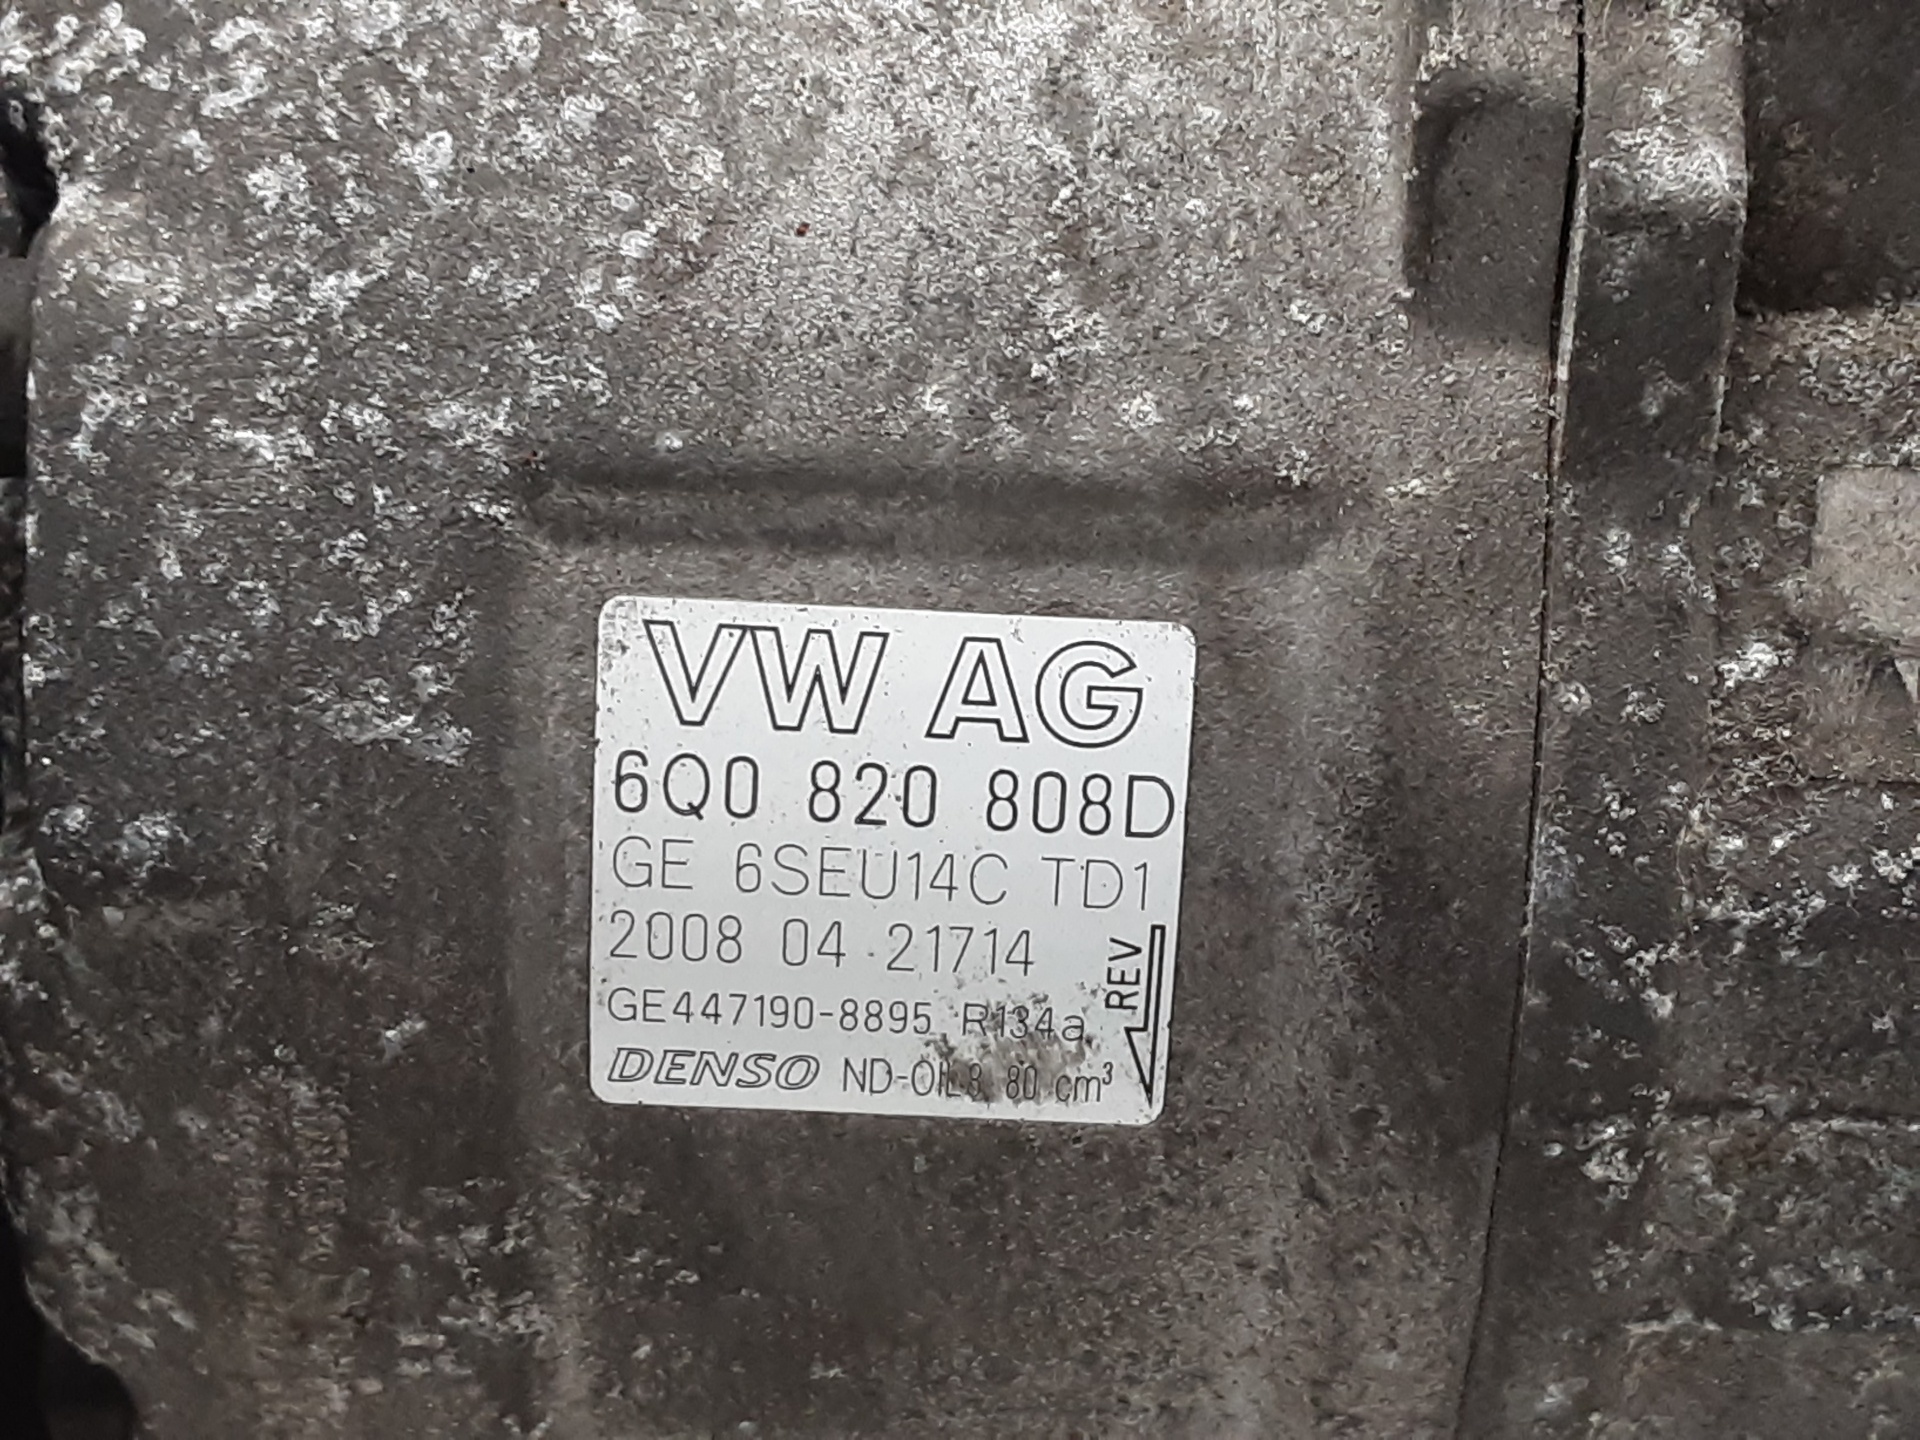 VW AG
6Q0 820 808D
GE 6SEU14C TD1
2008 04 21714
REV
GE447190-8895 R134a
DENSO ND-OIL8 80 cm³